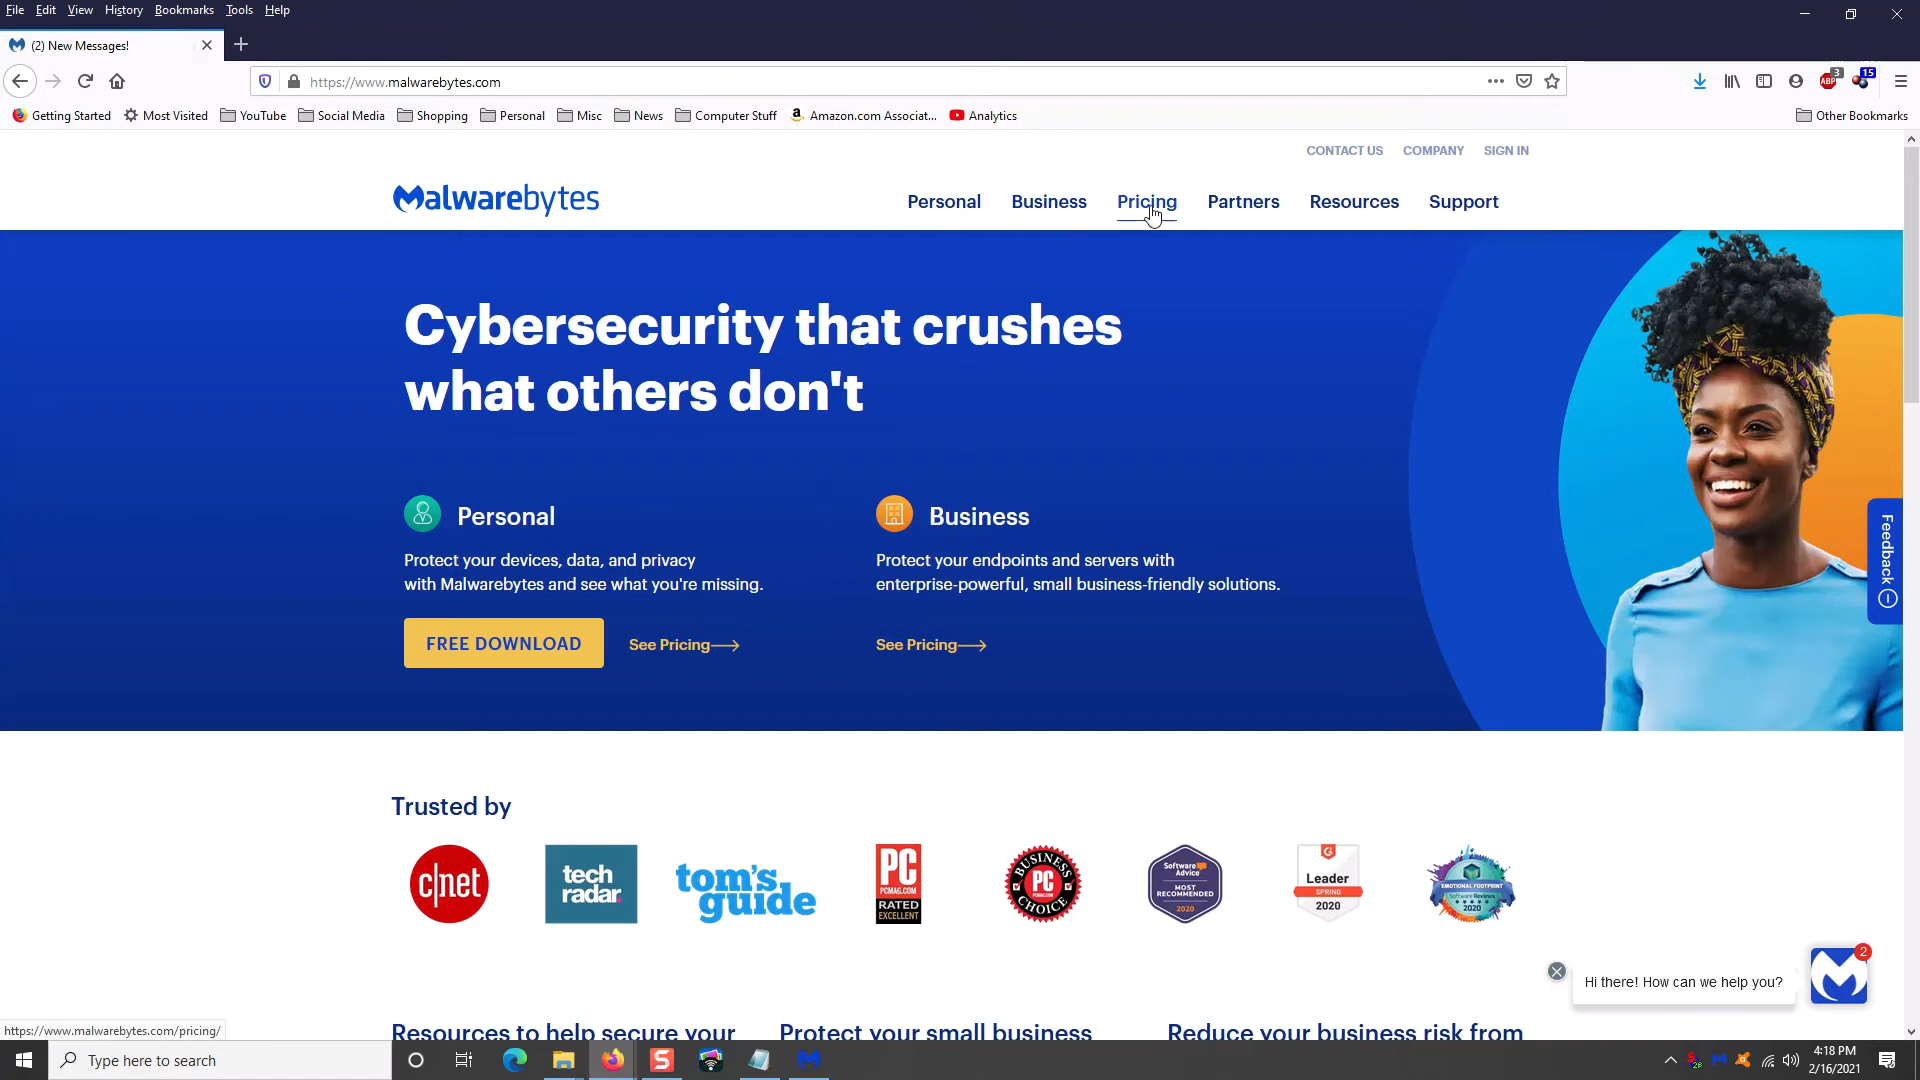 File Edit View History Bookmarks Tools Help
(2) New Messages!
https://www.malwarebytes.com
3
15
Getting Started Most Visited YouTube Social Media Shopping Personal Misc News Computer Stuff Amazon.com Associat... Analytics Other Bookmarks
CONTACT US COMPANY SIGN IN
Malwarebytes
Personal Business Pricing Partners Resources Support
Cybersecurity that crushes
what others don't
Personal
Protect your devices, data, and privacy
with Malwarebytes and see what you're missing.
FREE DOWNLOAD See Pricing
Business
Protect your endpoints and servers with
enterprise-powerful, small business-friendly solutions.
See Pricing
Feedback
Trusted by
c|net
tech
radar.
tom's
guide
PC
PCMAG.COM
RATED
EXCELLENT
BUSINESS
PC
CHOICE
Software
Advice
MOST
RECOMMENDED
2020
Leader
SPRING
2020
EMOTIONAL FOOTPRINT
Software Reviews
2020
Hi there! How can we help you?
2
https://www.malwarebytes.com/pricing/
Resources to help secure your Protect your small business Reduce your business risk from
Type here to search
4:18 PM
2/16/2021